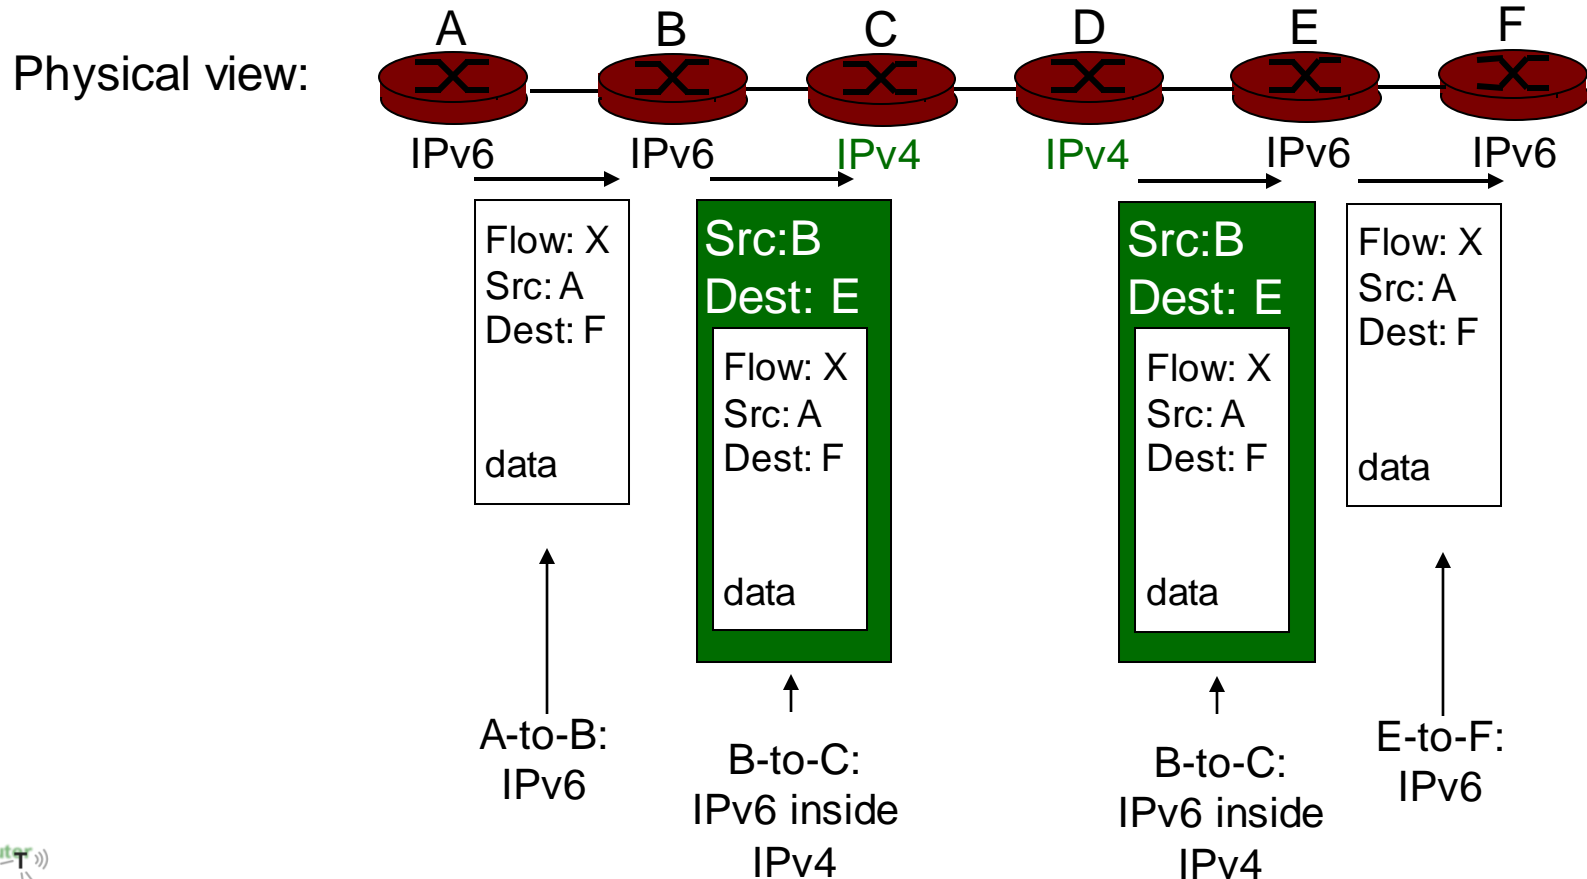 A B C D E F
Physical view:
IPv6 IPv6 IPv4 IPv4 IPv6 IPv6
Flow: X
Src: A
Dest: F
data
Src:B
Dest: E
Flow: X
Src: A
Dest: F
data
Src:B
Dest: E
Flow: X
Src: A
Dest: F
data
Flow: X
Src: A
Dest: F
data
A-to-B:
IPv6
B-to-C:
IPv6 inside
IPv4
B-to-C:
IPv6 inside
IPv4
E-to-F:
IPv6